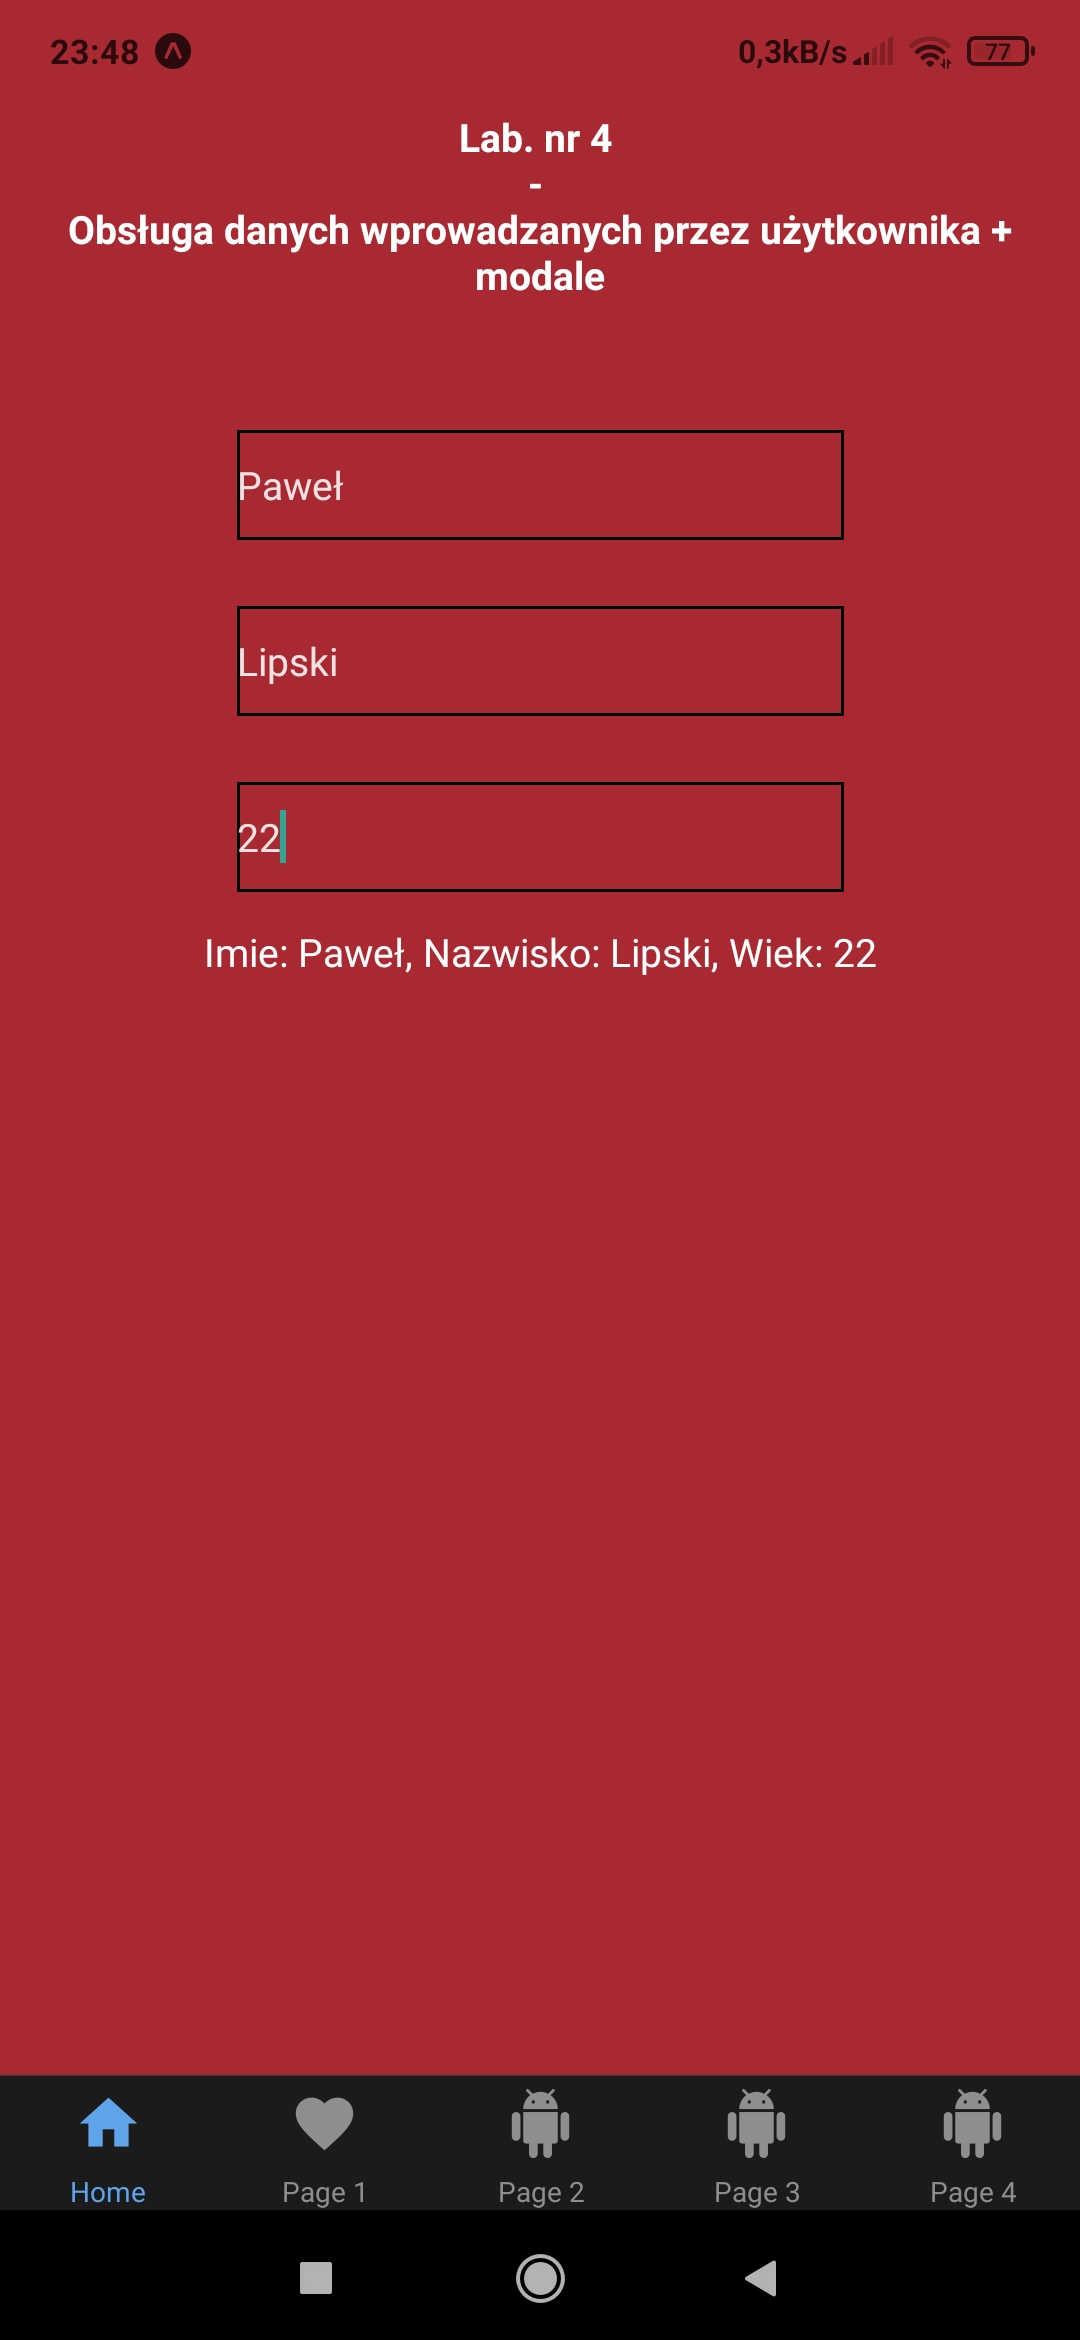 23:48 0,3kB/s 77
Lab. nr 4
-
Obsługa danych wprowadzanych przez użytkownika +
modale
Paweł
Lipski
22
Imie: Paweł, Nazwisko: Lipski, Wiek: 22
Home Page 1 Page 2 Page 3 Page 4